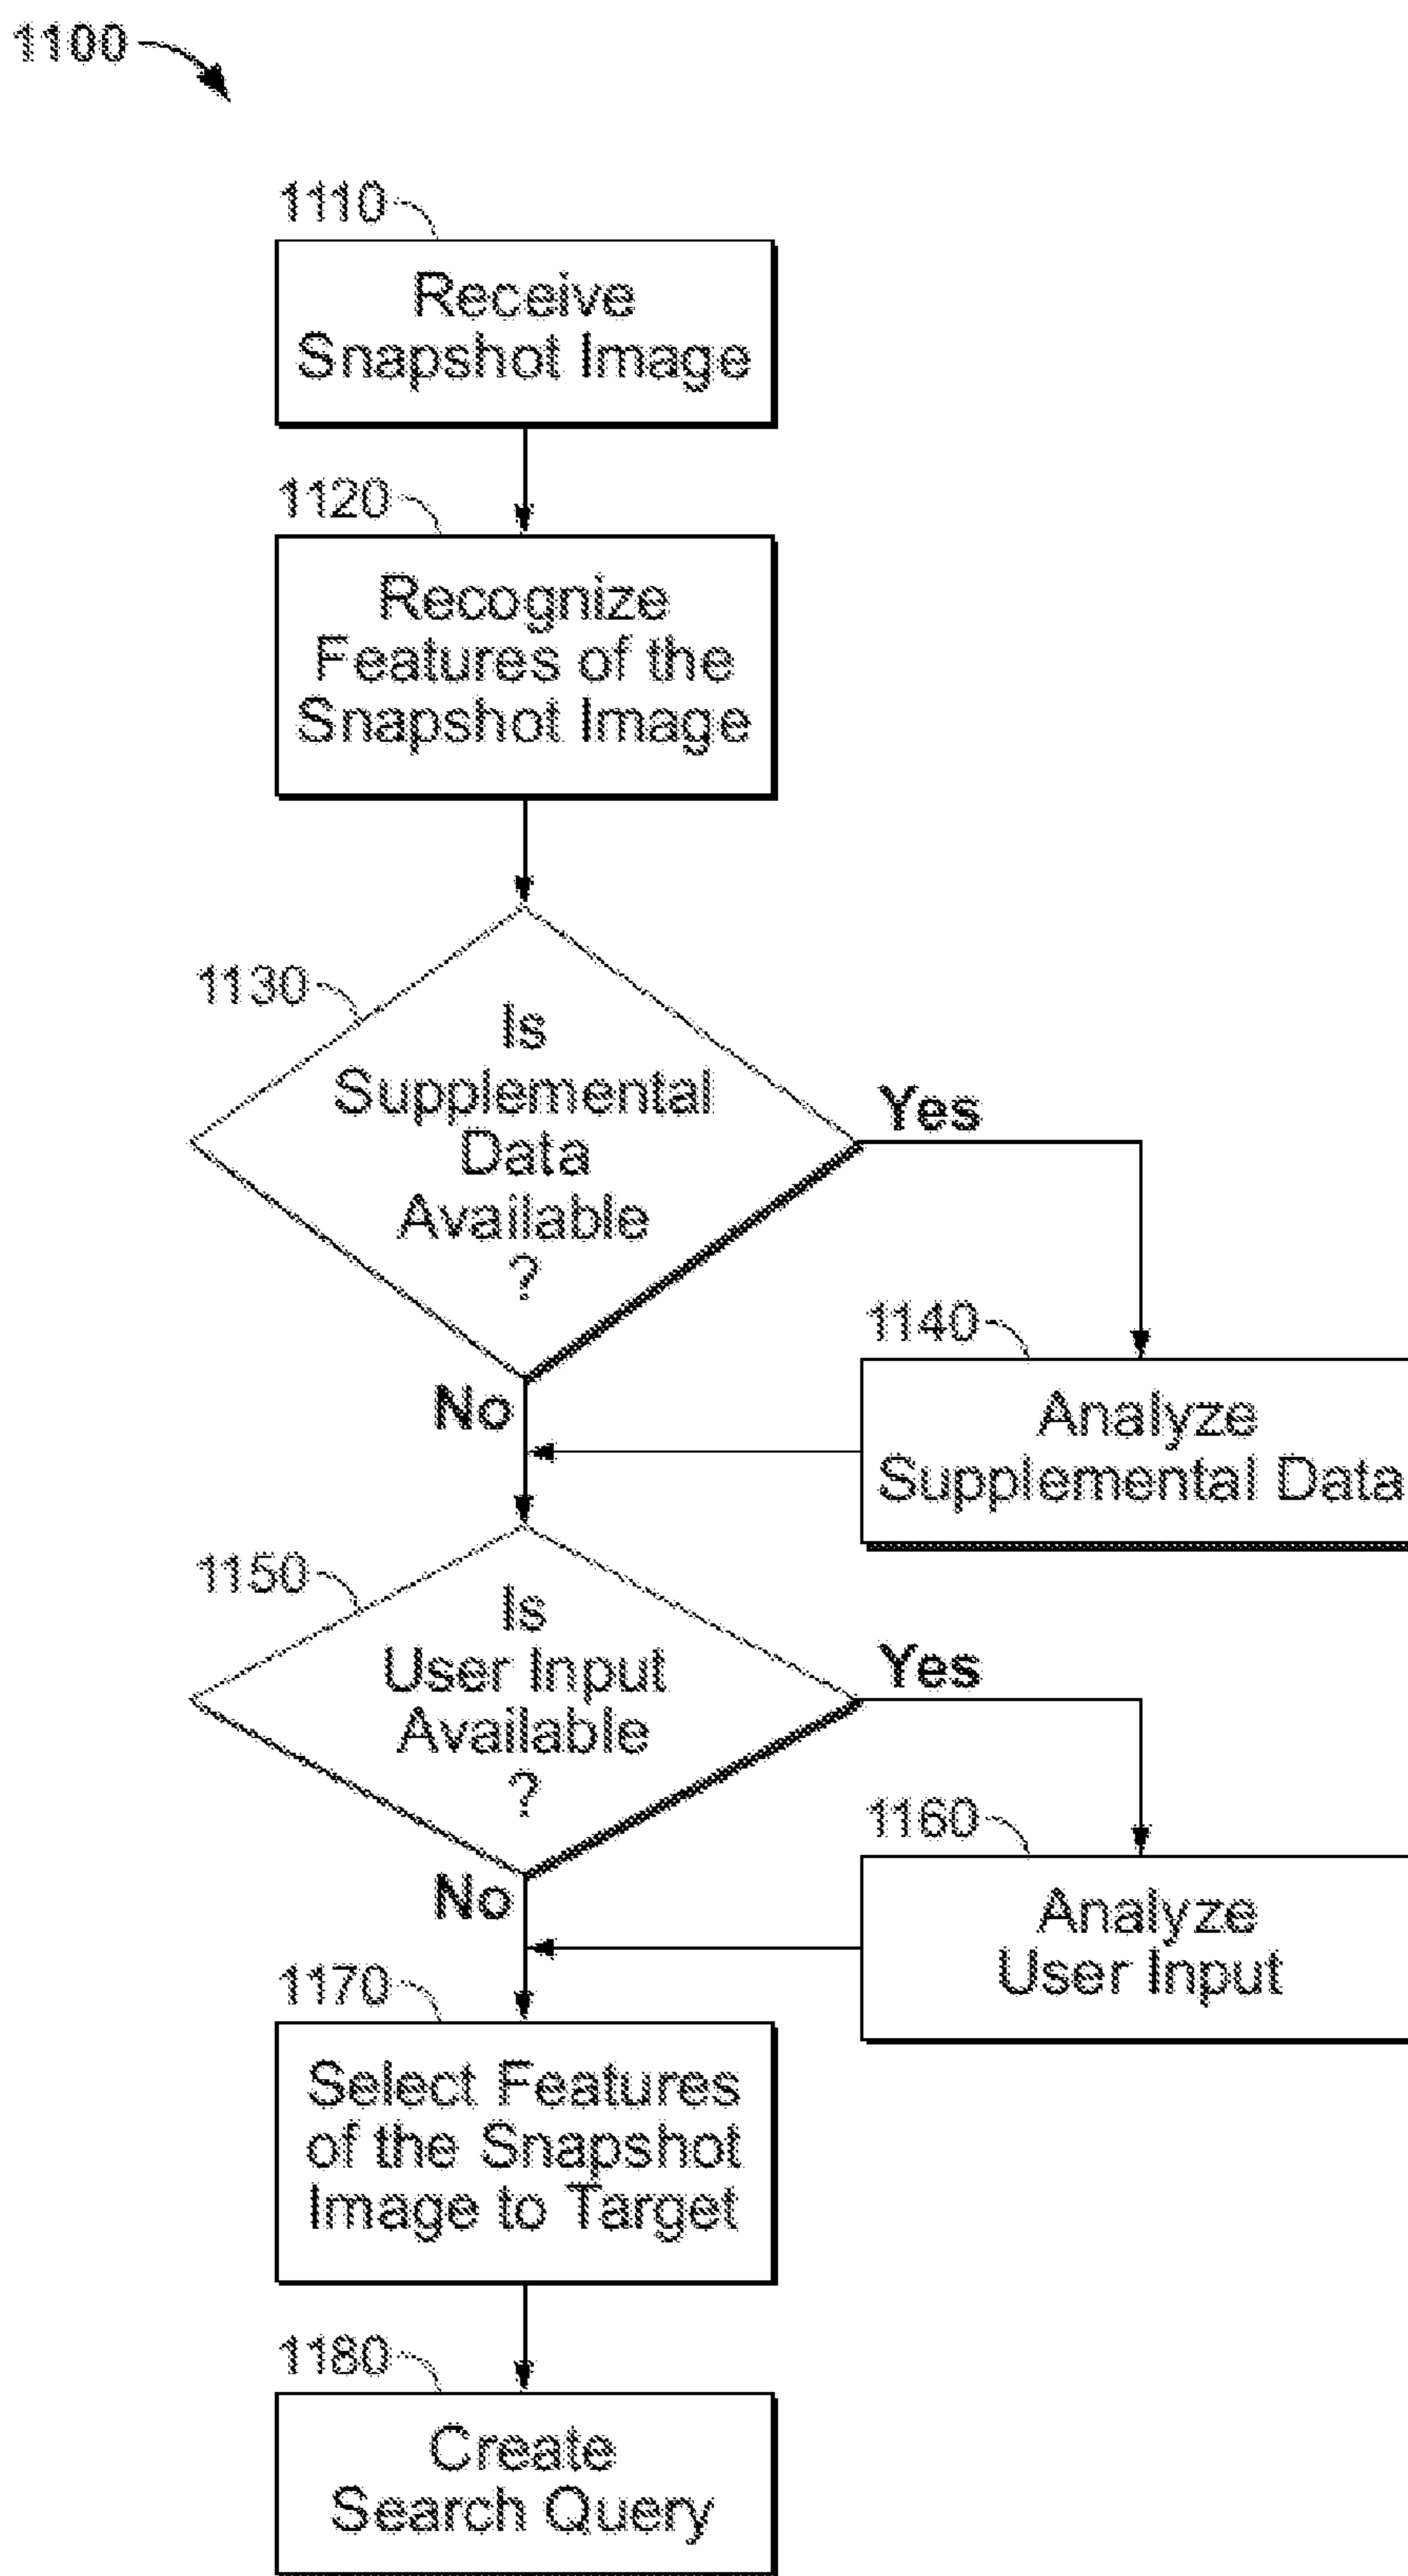 1100
1110
Receive
Snapshot Image
1120
Recognize
Features of the
Snapshot Image
1130
Is
Supplemental
Data
Available
?
Yes
No
1140
Analyze
Supplemental Data
1150
Is
User Input
Available
?
Yes
No
1160
Analyze
User Input
1170
Select Features
of the Snapshot
Image to Target
1180
Create
Search Query